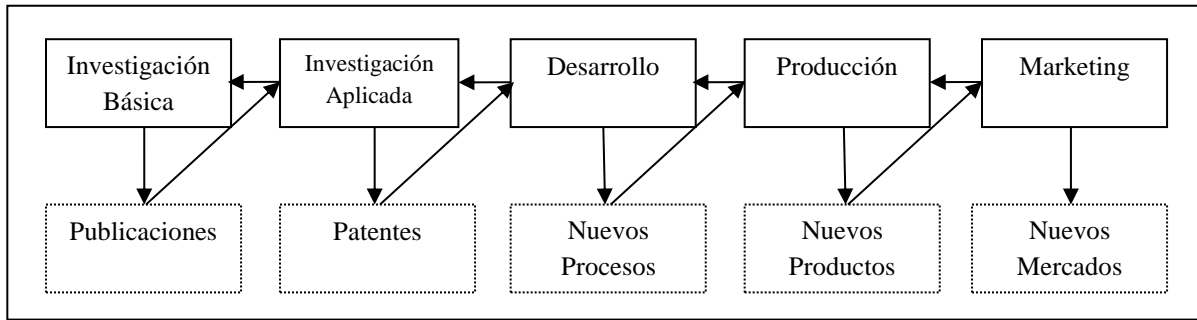 Investigación
Básica
Investigación
Aplicada
Desarrollo
Producción
Marketing
Publicaciones
Patentes
Nuevos
Procesos
Nuevos
Productos
Nuevos
Mercados